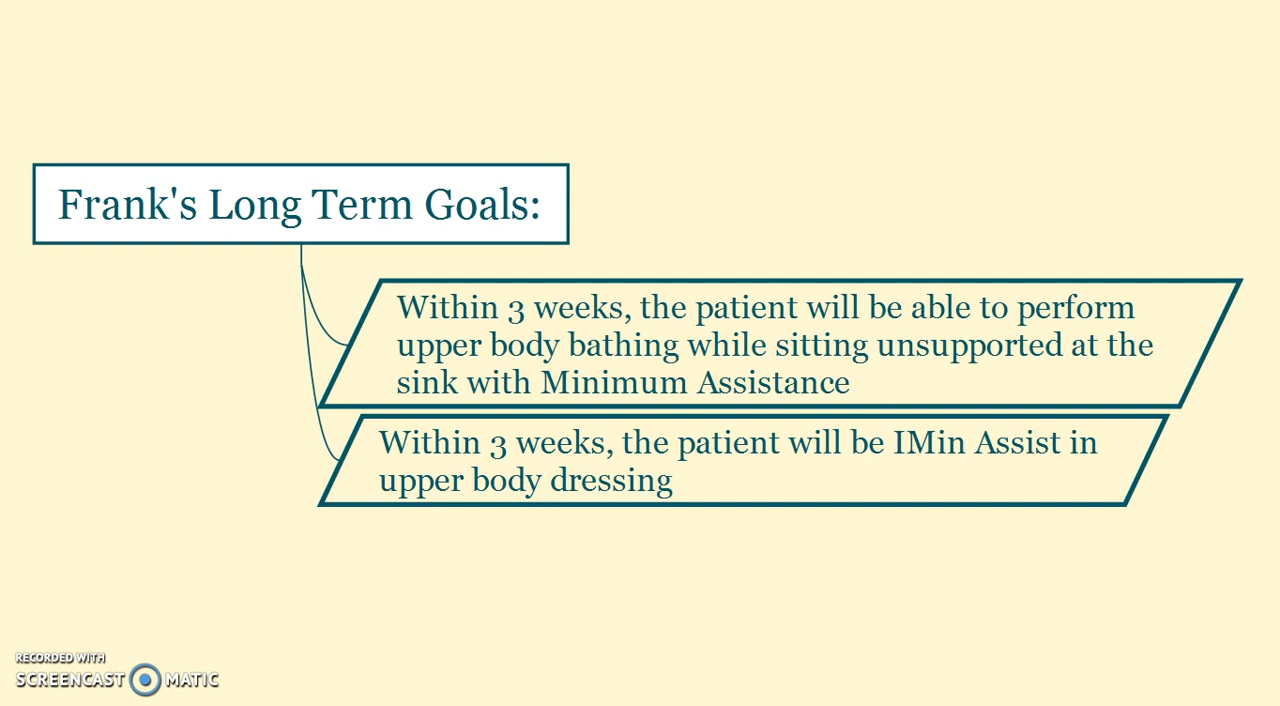 Frank's Long Term Goals:
Within 3 weeks, the patient will be able to perform
upper body bathing while sitting unsupported at the
sink with Minimum Assistance
Within 3 weeks, the patient will be IMin Assist in
upper body dressing
RECORDED WITH
SCREENCAST MATIC